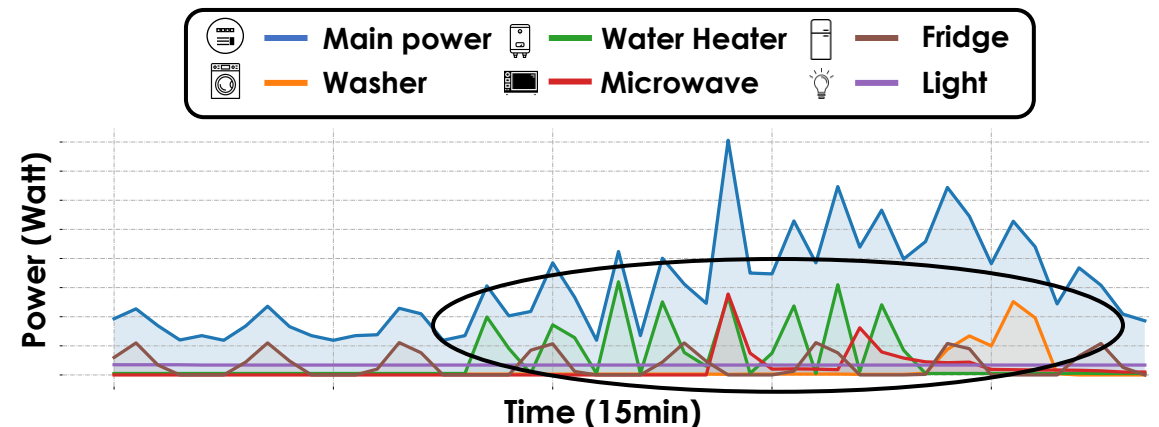 Main power Water Heater Fridge
Washer Microwave Light
Power (Watt)
Time (15min)